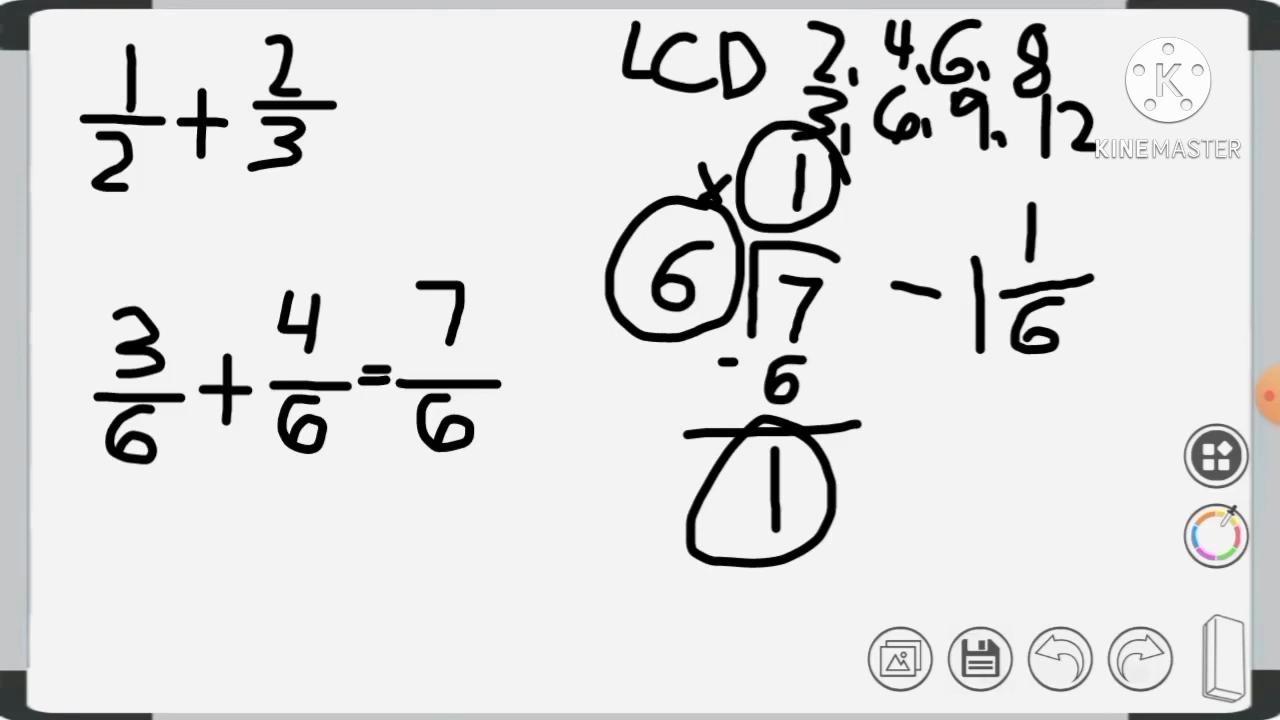 1/2 + 2/3
LCD 2, 4, 6, 8
3, 6, 9, 12
K
KINEMASTER
x 1
6 7 - 1 1/6
- 6
1
3/6 + 4/6 = 7/6